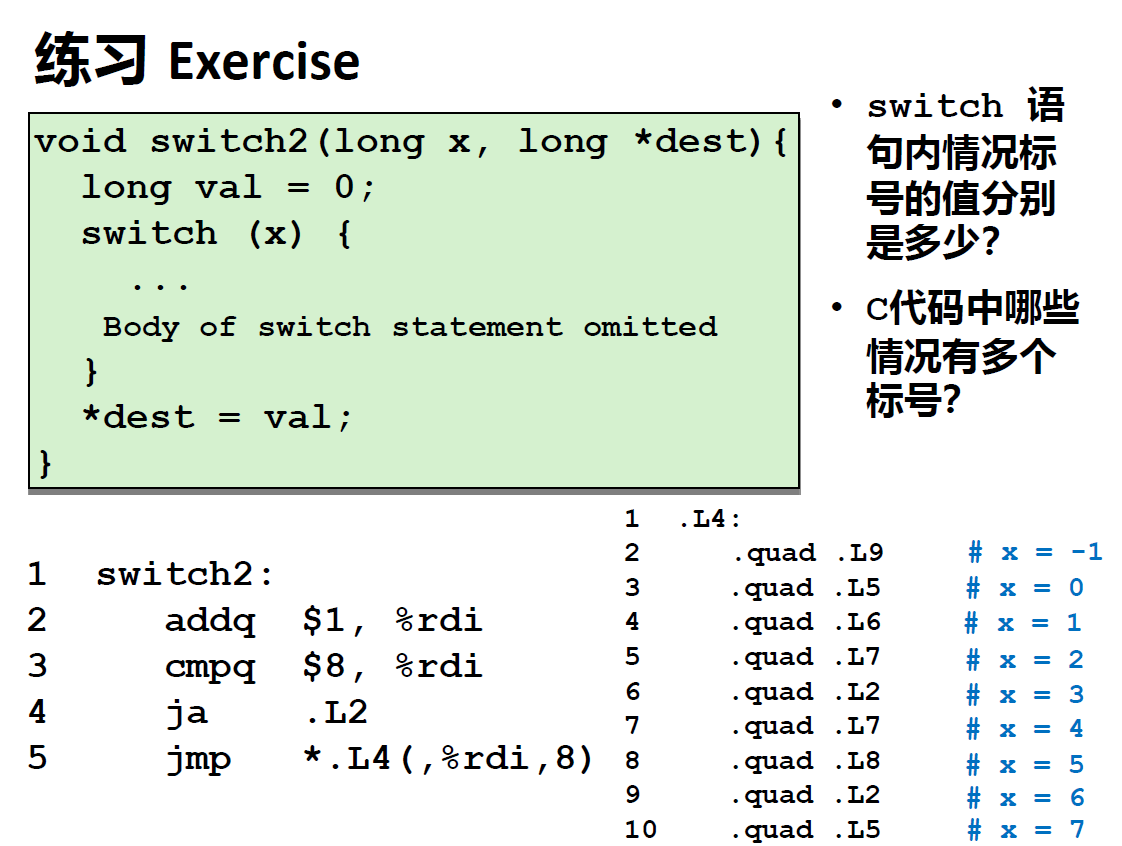 练习 Exercise
void switch2(long x, long *dest){
  long val = 0;
  switch (x) {
    ...
   Body of switch statement omitted
  }
  *dest = val;
}
• switch 语
句内情况标
号的值分别
是多少?
• C代码中哪些
情况有多个
标号?
1 switch2:
2 addq $1, %rdi
3 cmpq $8, %rdi
4 ja .L2
5 jmp *.L4(,%rdi,8)
1 .L4:
2 .quad .L9 # x = -1
3 .quad .L5 # x = 0
4 .quad .L6 # x = 1
5 .quad .L7 # x = 2
6 .quad .L2 # x = 3
7 .quad .L7 # x = 4
8 .quad .L8 # x = 5
9 .quad .L2 # x = 6
10 .quad .L5 # x = 7